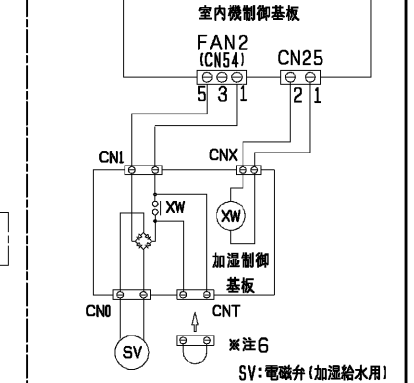 室内機制御基板
FAN2
(CN54)
CN25
5 3 1
2 1
CN1
CNX
XW
XW
加湿制御
基板
CN0
CNT
※注6
SV
SV:電磁弁(加湿給水用)